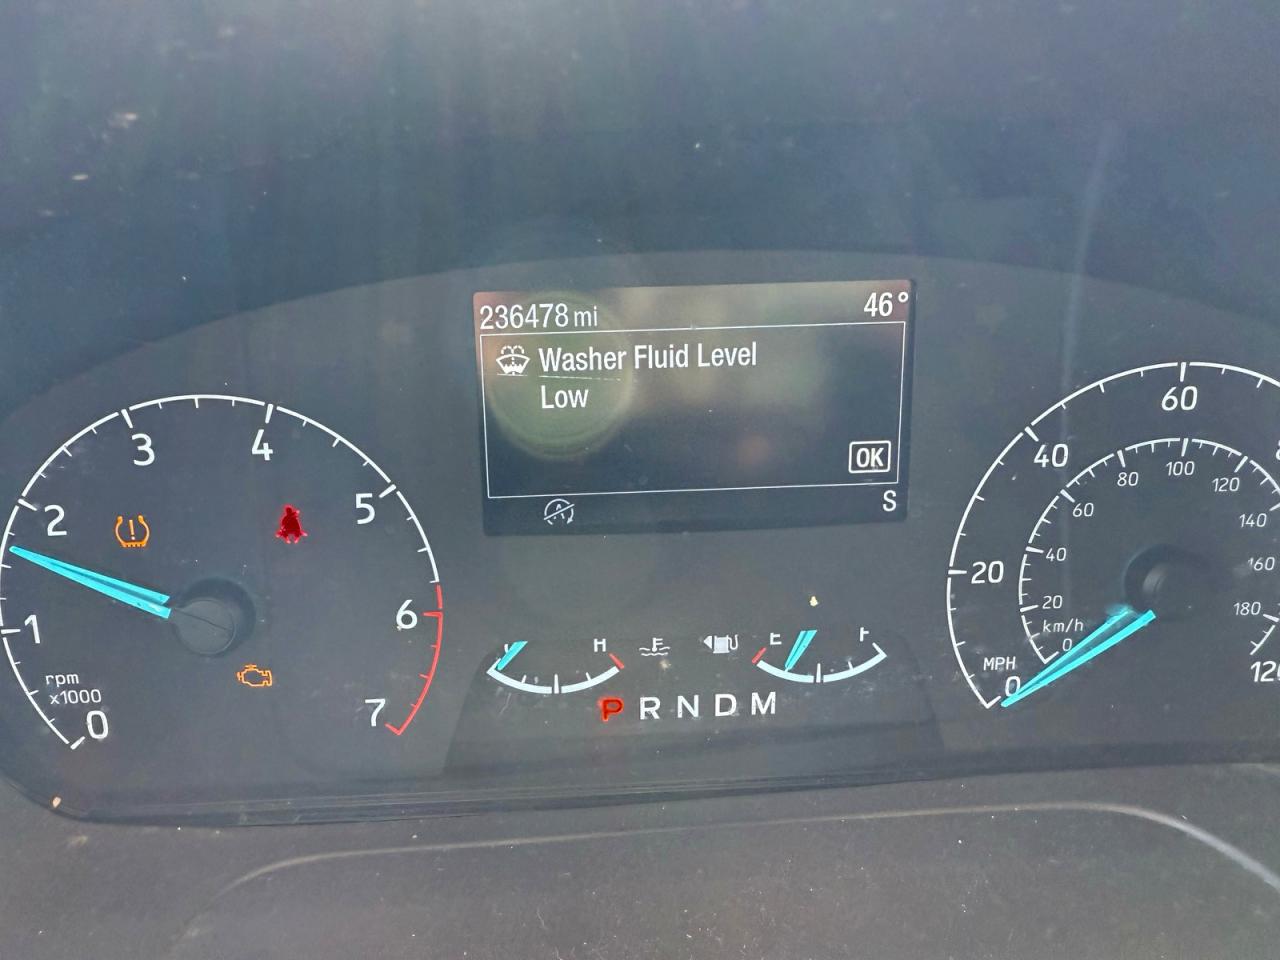 236478 mi 46°
Washer Fluid Level
Low
OK
S
0 1 2 3 4 5 6 7
rpm
x1000
H
E F
P R N D M
0 20 40 60
MPH
120
0 20 40 60 80 100 120 140 160 180
km/h